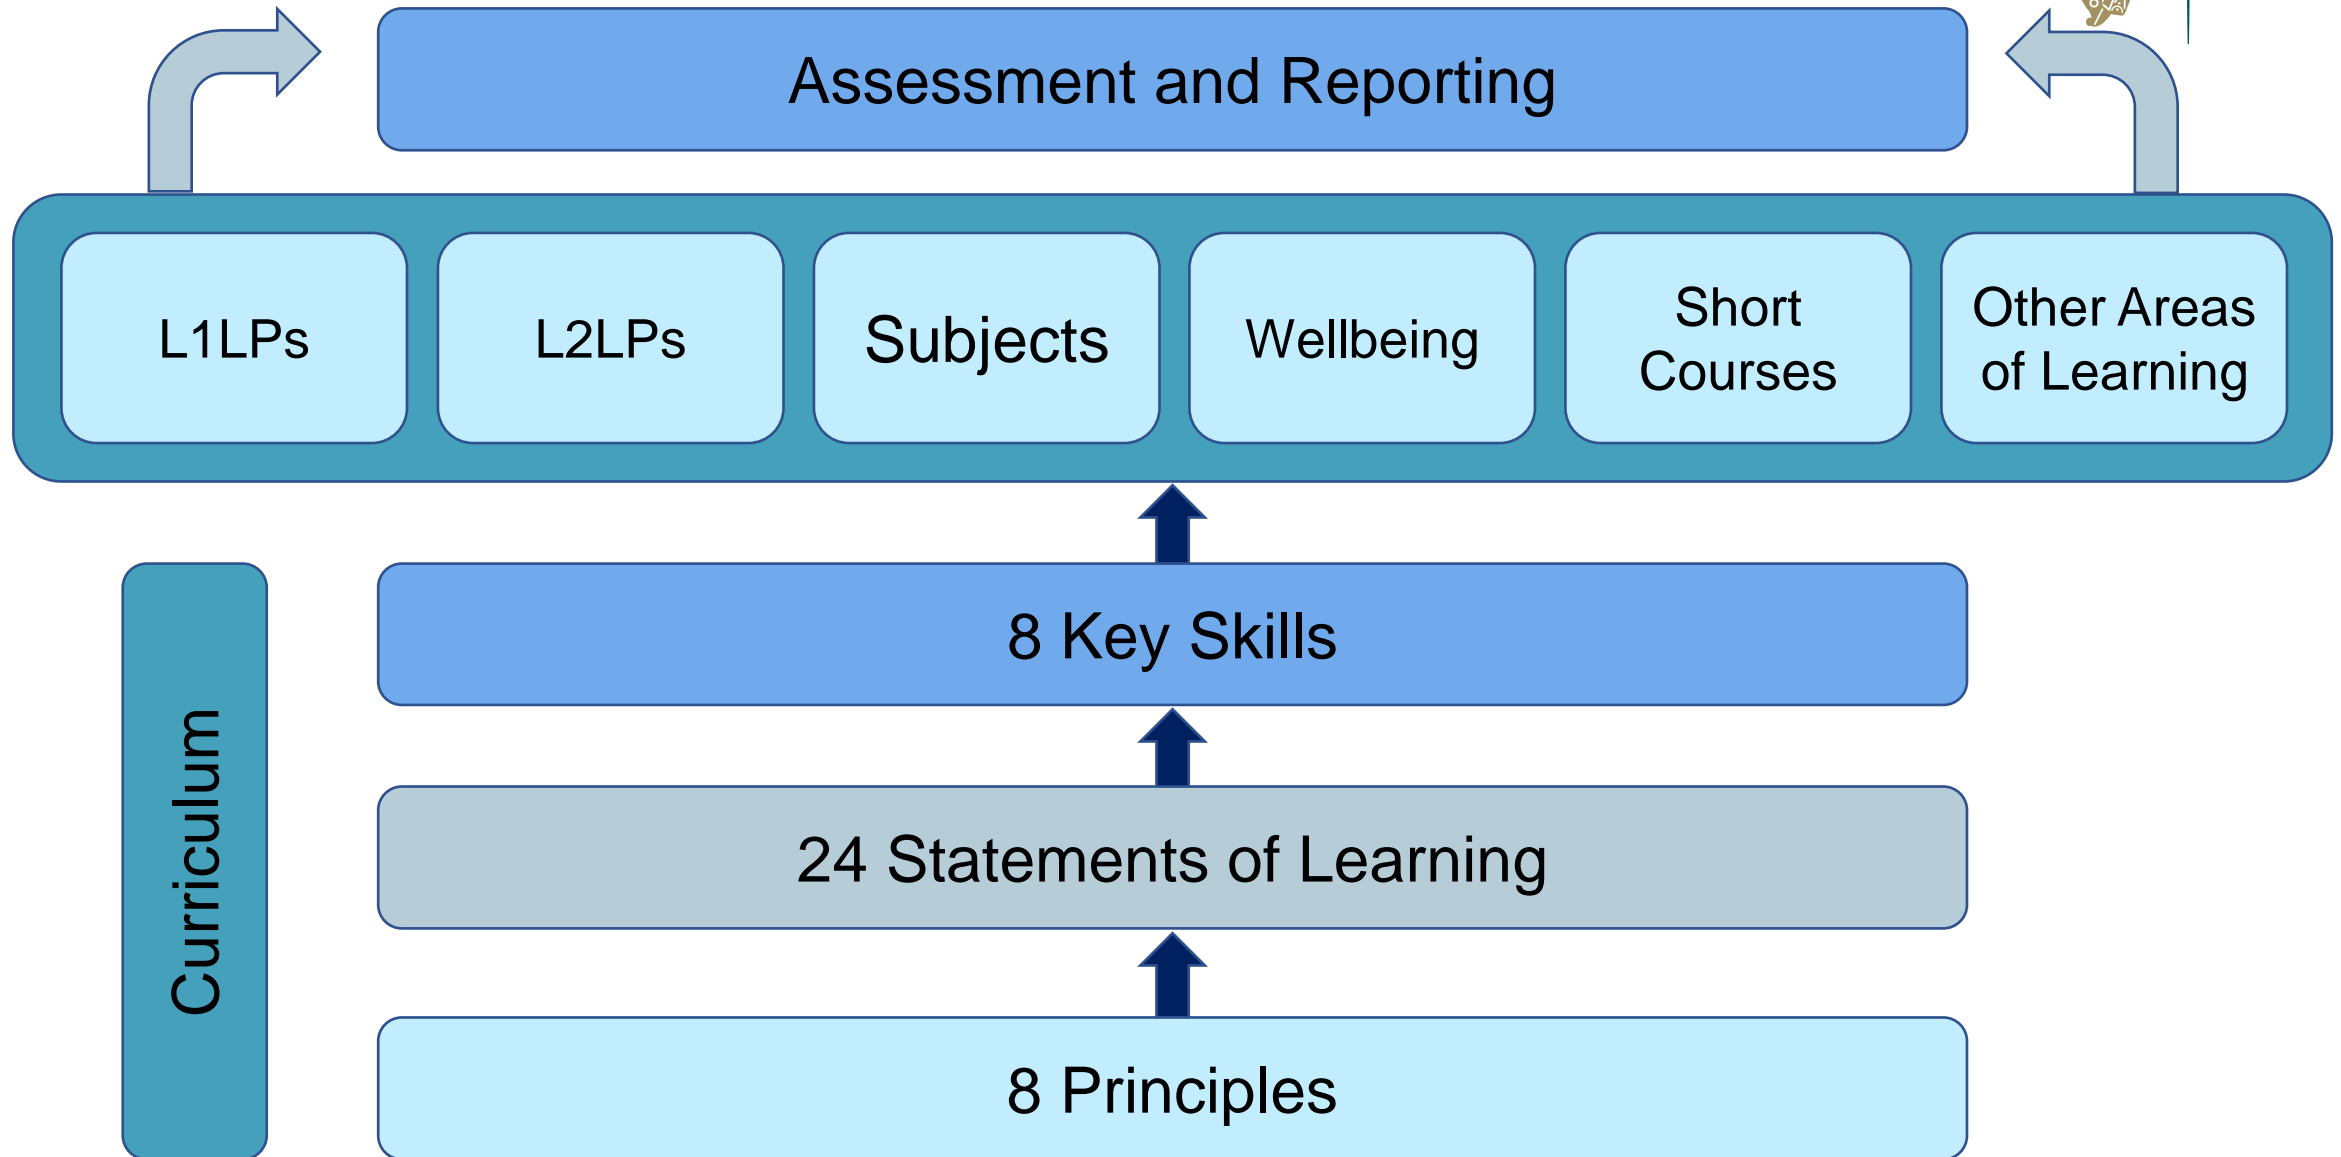 Assessment and Reporting
L1LPs
L2LPs
Subjects
Wellbeing
Short
Courses
Other Areas
of Learning
Curriculum
8 Key Skills
24 Statements of Learning
8 Principles